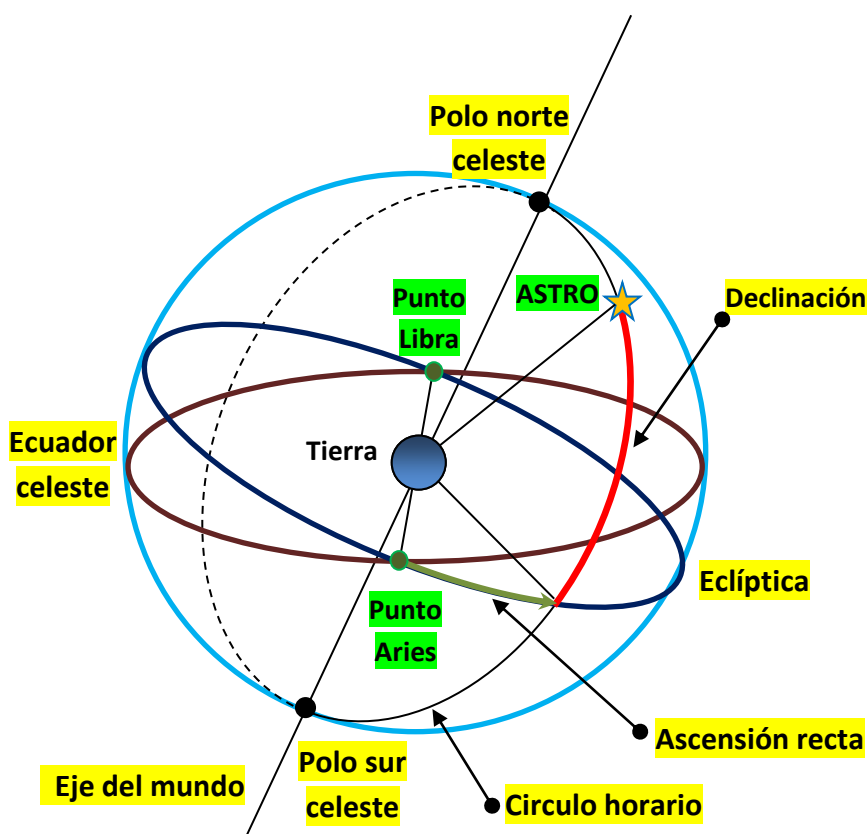 Polo norte
celeste
Punto
Libra
ASTRO
Declinación
Ecuador
celeste
Tierra
Eclíptica
Punto
Aries
Ascensión recta
Eje del mundo
Polo sur
celeste
Circulo horario